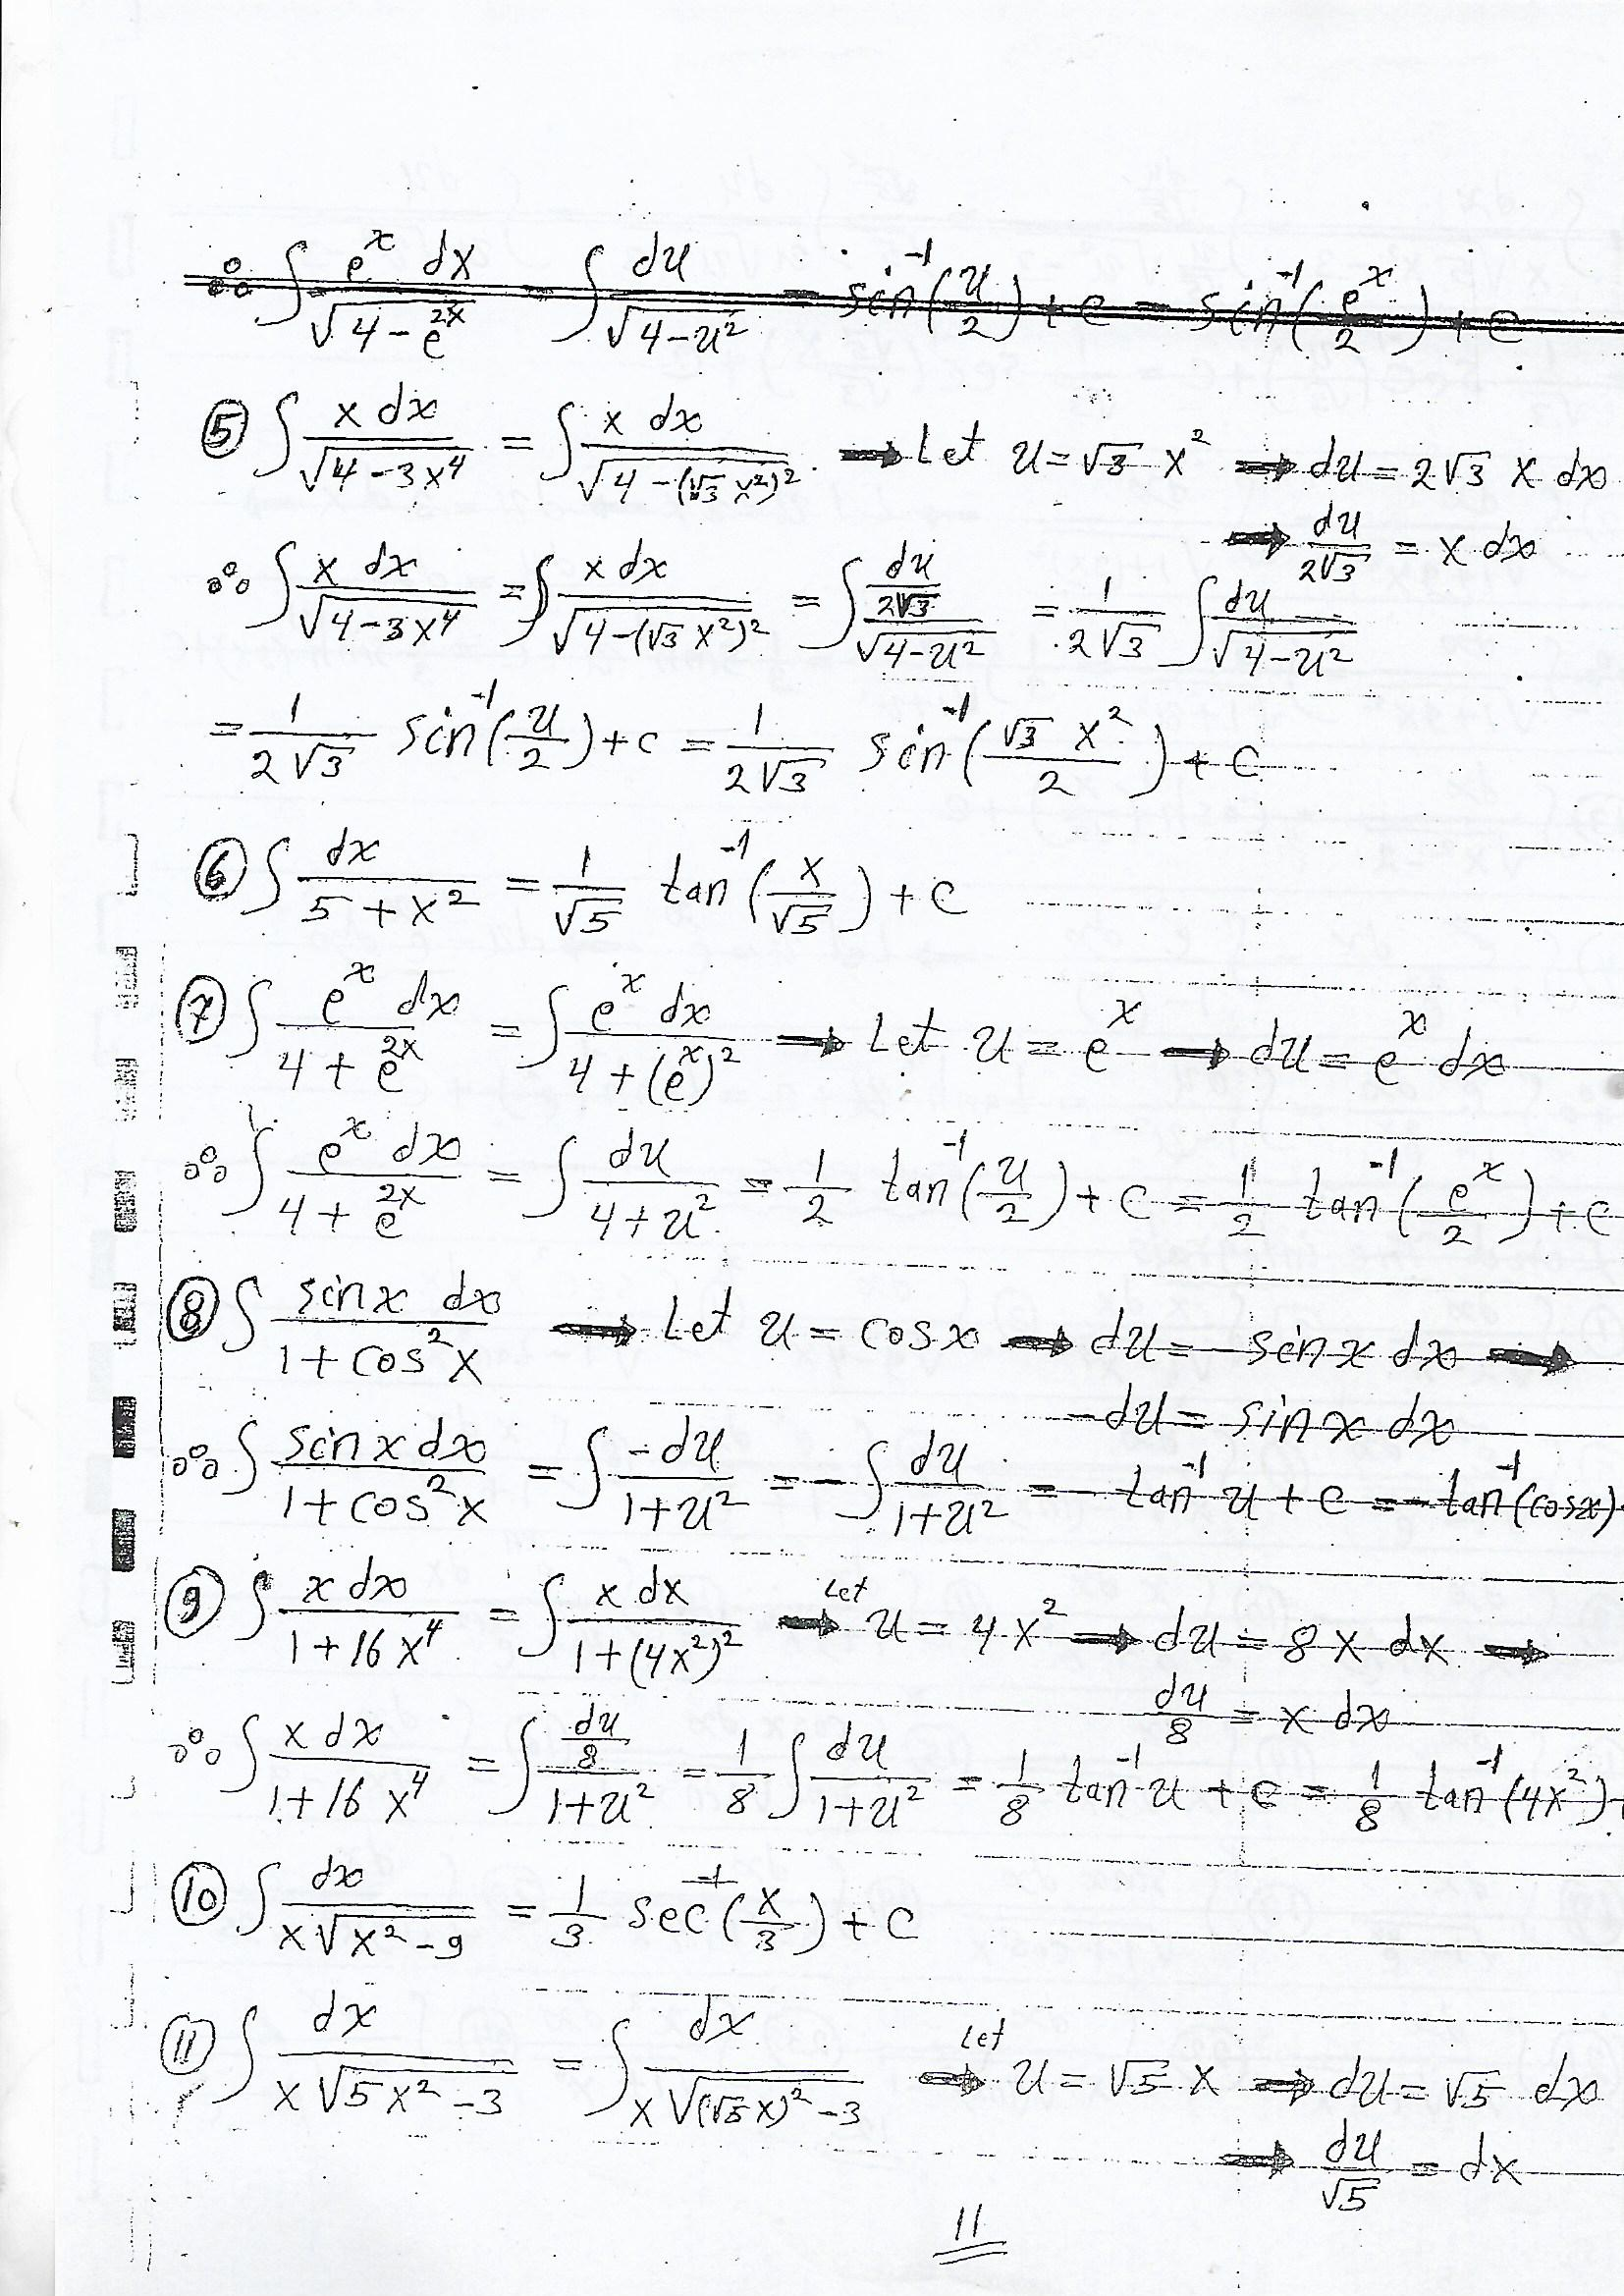 ∴ ∫ e^x dx / √(4-e^(2x)) = ∫ du / √(4-u²) = sin⁻¹(u/2) + c = sin⁻¹(e^x/2) + c
⑤ ∫ x dx / √(4-3x⁴) = ∫ x dx / √(4-(√3 x²)²) → Let u = √3 x² → du = 2√3 x dx
→ du/(2√3) = x dx
∴ ∫ x dx / √(4-3x⁴) = ∫ x dx / √(4-(√3 x²)²) = ∫ (du/(2√3)) / √(4-u²) = 1/(2√3) ∫ du / √(4-u²)
= 1/(2√3) sin⁻¹(u/2) + c = 1/(2√3) sin⁻¹(√3 x²/2) + c
⑥ ∫ dx / (5+x²) = 1/√5 tan⁻¹(x/√5) + c
⑦ ∫ e^x dx / (4+e^(2x)) = ∫ e^x dx / (4+(e^x)²) → Let u = e^x → du = e^x dx
∴ ∫ e^x dx / (4+e^(2x)) = ∫ du / (4+u²) = 1/2 tan⁻¹(u/2) + c = 1/2 tan⁻¹(e^x/2) + c
⑧ ∫ sinx dx / (1+cos²x) → Let u = cosx → du = -sinx dx →
-du = sinx dx
∴ ∫ sinx dx / (1+cos²x) = ∫ -du / (1+u²) = - ∫ du / (1+u²) = - tan⁻¹ u + c = - tan⁻¹(cosx)
⑨ ∫ x dx / (1+16x⁴) = ∫ x dx / (1+(4x²)²) → Let u = 4x² → du = 8x dx →
du/8 = x dx
∴ ∫ x dx / (1+16x⁴) = ∫ (du/8) / (1+u²) = 1/8 ∫ du / (1+u²) = 1/8 tan⁻¹ u + c = 1/8 tan⁻¹(4x²)
⑩ ∫ dx / (x√(x²-9)) = 1/3 sec⁻¹(x/3) + c
⑪ ∫ dx / (x√(5x²-3)) = ∫ dx / (x√((√5x)²-3)) → Let u = √5 x → du = √5 dx
→ du/√5 = dx
11